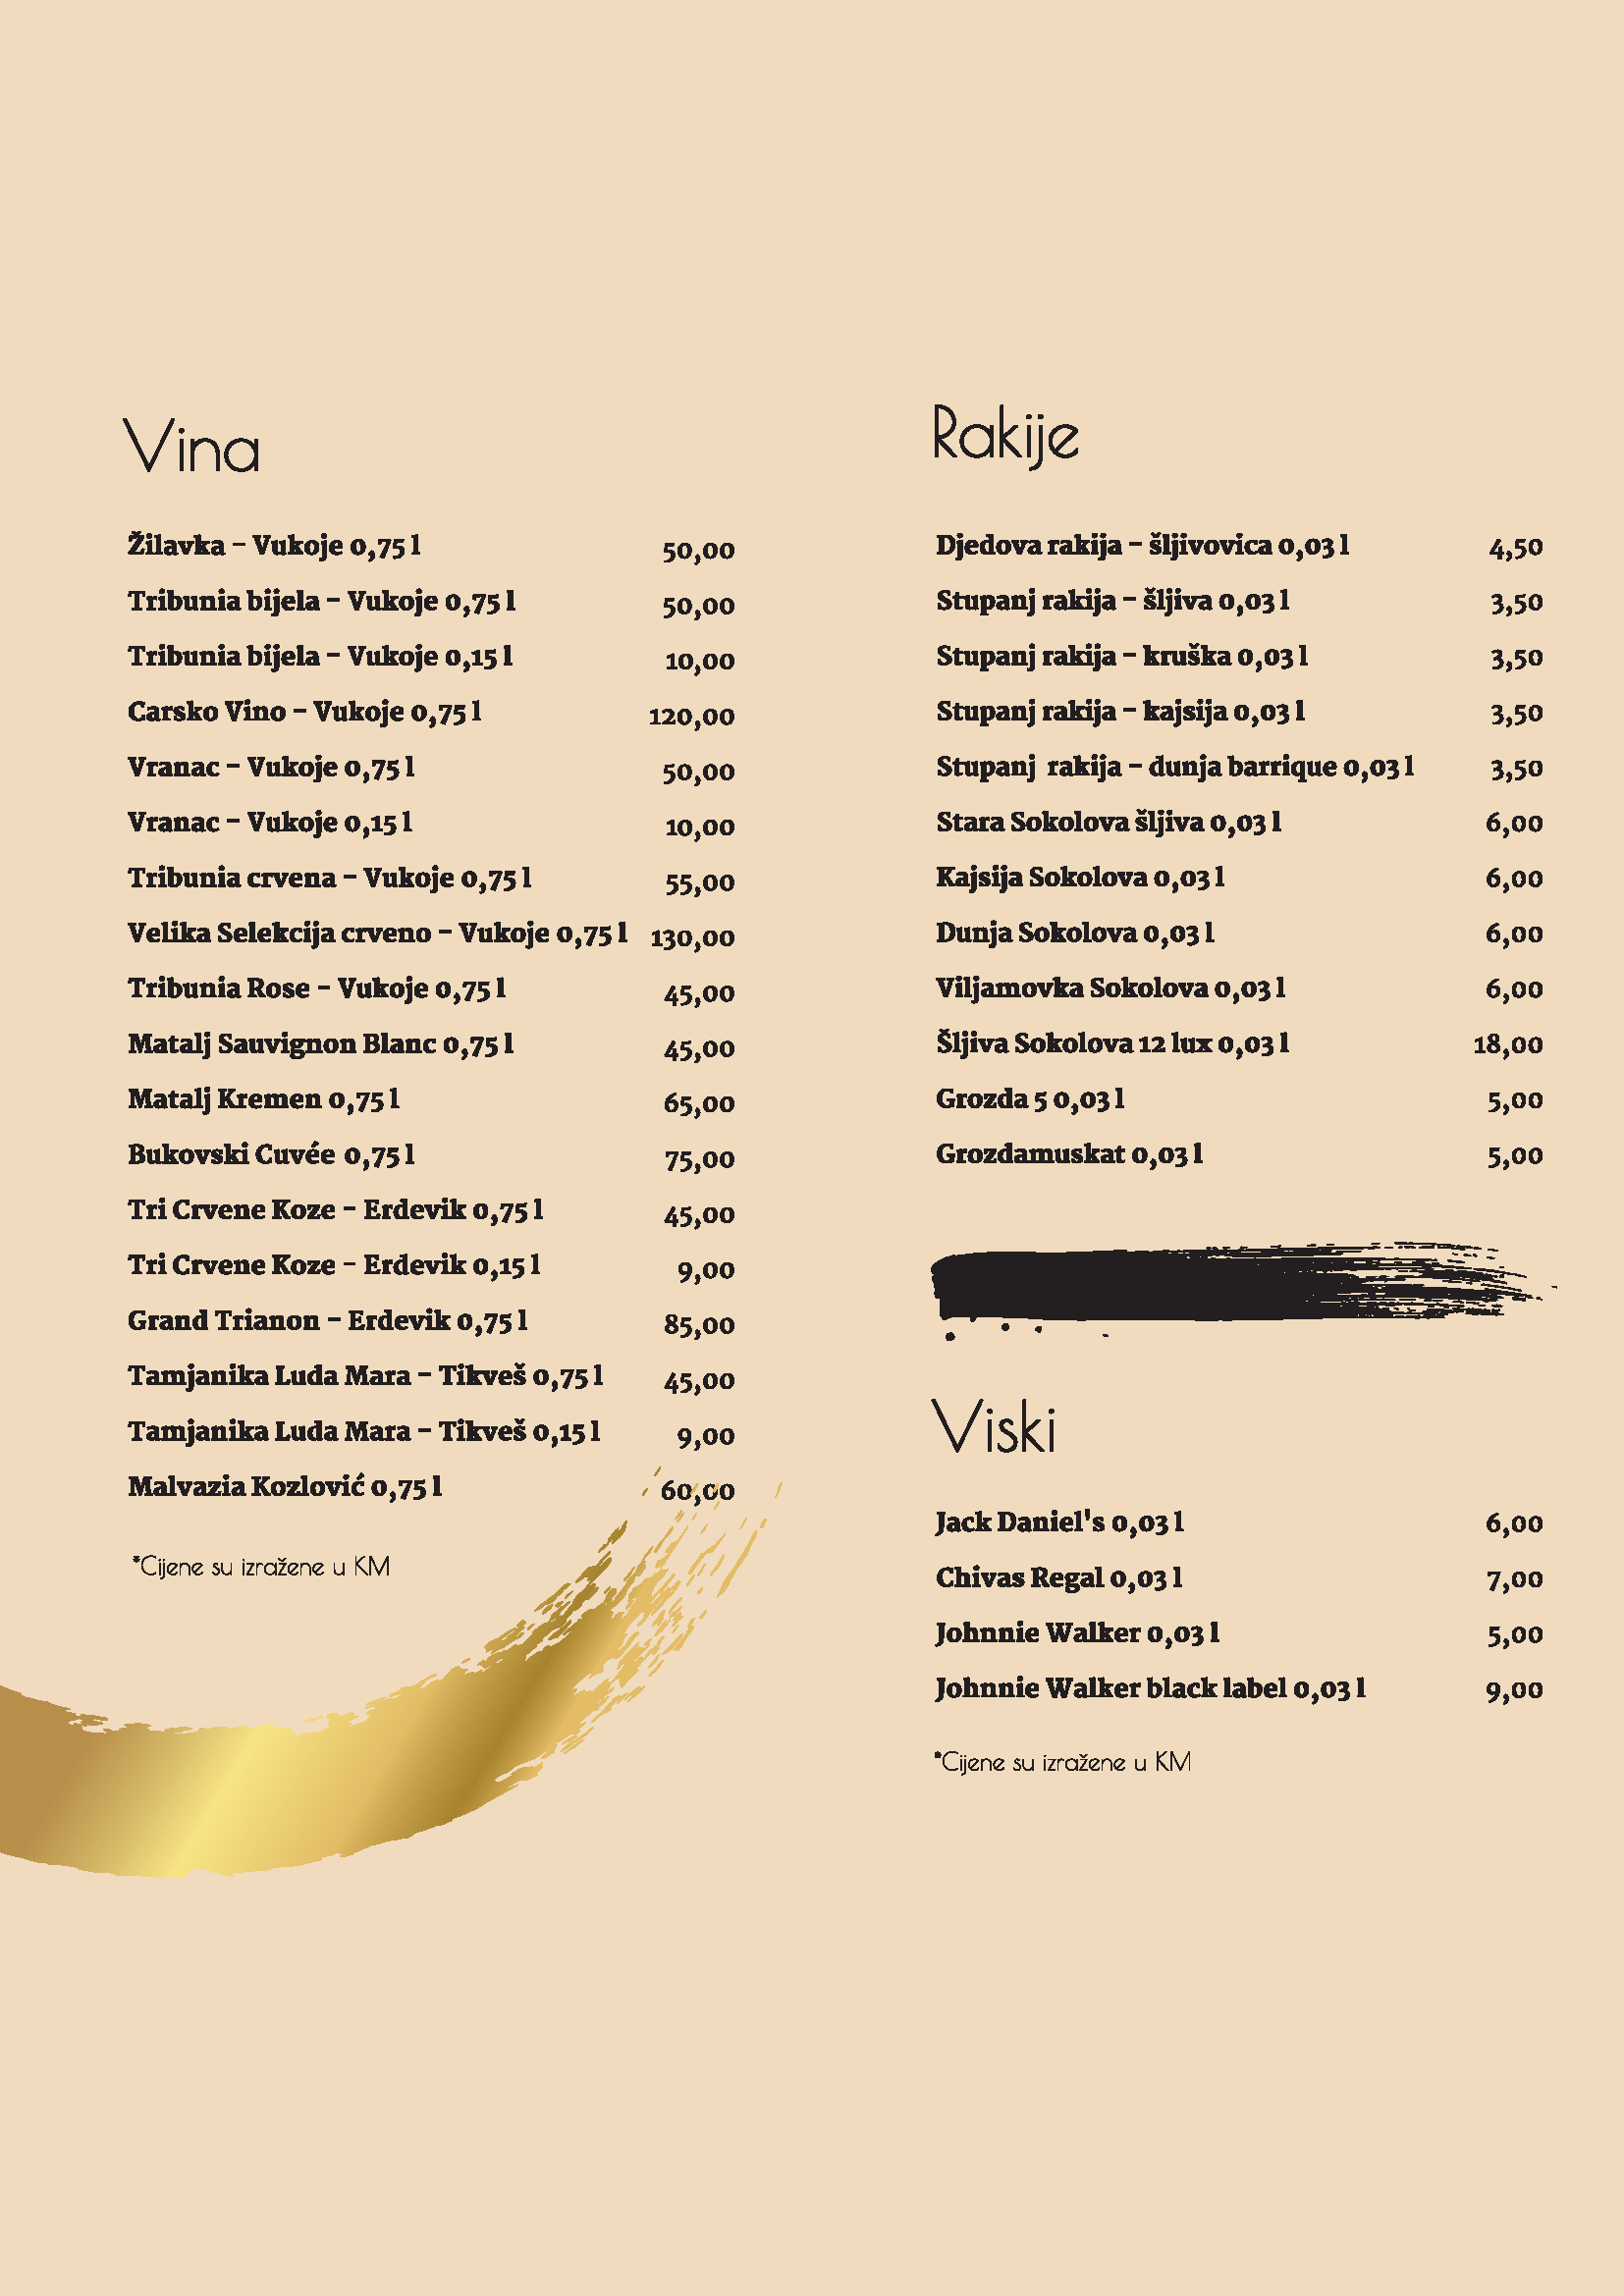 Vina
Žilavka – Vukoje 0,75 l 50,00
Tribunia bijela – Vukoje 0,75 l 50,00
Tribunia bijela – Vukoje 0,15 l 10,00
Carsko Vino – Vukoje 0,75 l 120,00
Vranac – Vukoje 0,75 l 50,00
Vranac – Vukoje 0,15 l 10,00
Tribunia crvena – Vukoje 0,75 l 55,00
Velika Selekcija crveno – Vukoje 0,75 l 130,00
Tribunia Rose – Vukoje 0,75 l 45,00
Matalj Sauvignon Blanc 0,75 l 45,00
Matalj Kremen 0,75 l 65,00
Bukovski Cuvée 0,75 l 75,00
Tri Crvene Koze – Erdevik 0,75 l 45,00
Tri Crvene Koze – Erdevik 0,15 l 9,00
Grand Trianon – Erdevik 0,75 l 85,00
Tamjanika Luda Mara – Tikveš 0,75 l 45,00
Tamjanika Luda Mara – Tikveš 0,15 l 9,00
Malvazia Kozlović 0,75 l 60,00
*Cijene su izražene u KM
Rakije
Djedova rakija – šljivovica 0,03 l 4,50
Stupanj rakija – šljiva 0,03 l 3,50
Stupanj rakija – kruška 0,03 l 3,50
Stupanj rakija – kajsija 0,03 l 3,50
Stupanj rakija – dunja barrique 0,03 l 3,50
Stara Sokolova šljiva 0,03 l 6,00
Kajsija Sokolova 0,03 l 6,00
Dunja Sokolova 0,03 l 6,00
Viljamovka Sokolova 0,03 l 6,00
Šljiva Sokolova 12 lux 0,03 l 18,00
Grozda 5 0,03 l 5,00
Grozdamuskat 0,03 l 5,00
Viski
Jack Daniel's 0,03 l 6,00
Chivas Regal 0,03 l 7,00
Johnnie Walker 0,03 l 5,00
Johnnie Walker black label 0,03 l 9,00
*Cijene su izražene u KM